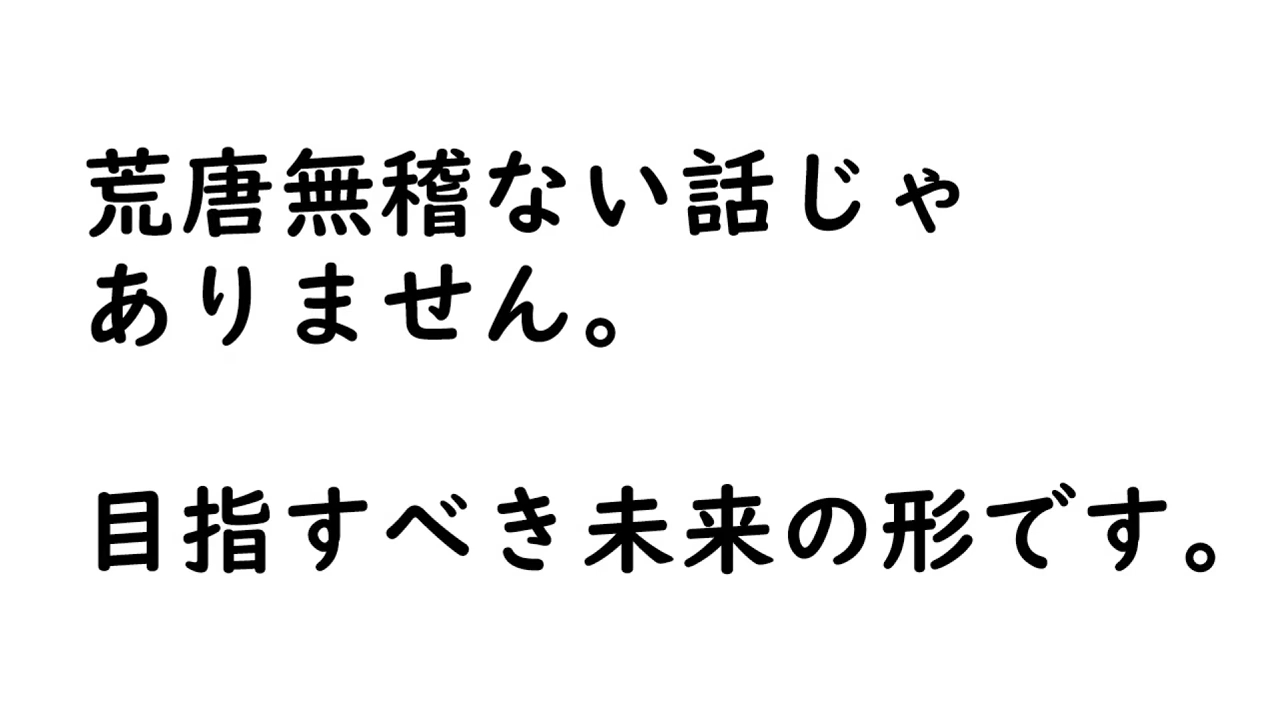 荒唐無稽ない話じゃ
ありません。
目指すべき未来の形です。